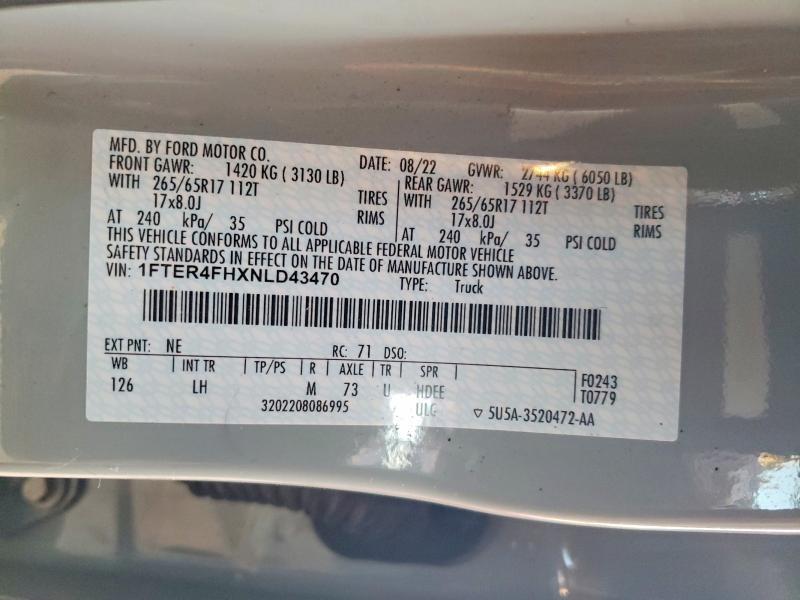 MFD. BY FORD MOTOR CO. DATE: 08/22 GVWR: 2744 KG ( 6050 LB)
FRONT GAWR: 1420 KG ( 3130 LB) REAR GAWR: 1529 KG ( 3370 LB)
WITH 265/65R17 112T TIRES WITH 265/65R17 112T TIRES
17x8.0J RIMS 17x8.0J RIMS
AT 240 kPa/ 35 PSI COLD AT 240 kPa/ 35 PSI COLD
THIS VEHICLE CONFORMS TO ALL APPLICABLE FEDERAL MOTOR VEHICLE
SAFETY STANDARDS IN EFFECT ON THE DATE OF MANUFACTURE SHOWN ABOVE.
VIN: 1FTER4FHXNLD43470 TYPE: Truck
EXT PNT: NE RC: 71 DSO:
WB INT TR TP/PS R AXLE TR SPR F0243
126 LH M 73 U HDEE T0779
3202208086995 ULG ▽ 5U5A-3520472-AA